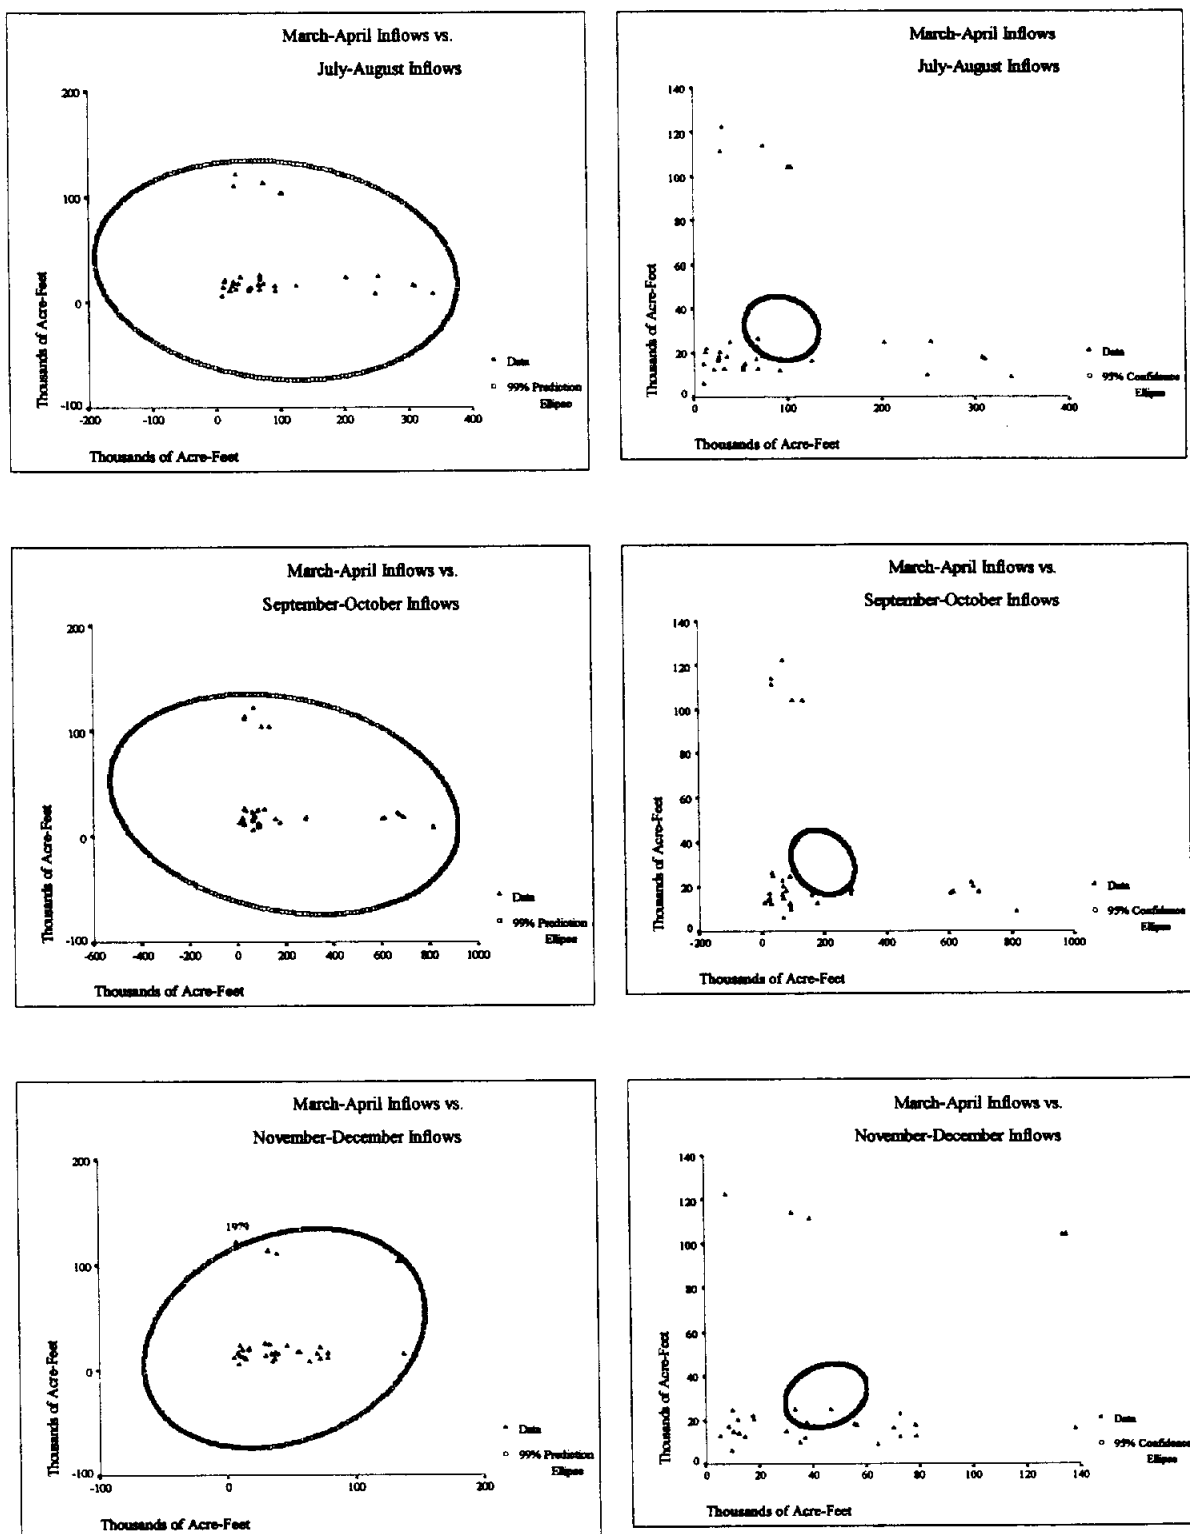 March-April Inflows vs.
July-August Inflows
200
100
0
-100
-200
-100
0
100
200
300
400
Thousands of Acre-Feet
Thousands of Acre-Feet
Data
99% Prediction
Ellipse
March-April Inflows
July-August Inflows
140
120
100
80
60
40
20
0
0
100
200
300
400
Thousands of Acre-Feet
Thousands of Acre-Feet
Data
95% Confidence
Ellipse
March-April Inflows vs.
September-October Inflows
200
100
0
-100
-600
-400
-200
0
200
400
600
800
1000
Thousands of Acre-Feet
Thousands of Acre-Feet
Data
99% Prediction
Ellipse
March-April Inflows vs.
September-October Inflows
140
120
100
80
60
40
20
0
-200
0
200
400
600
800
1000
Thousands of Acre-Feet
Thousands of Acre-Feet
Data
95% Confidence
Ellipse
March-April Inflows vs.
November-December Inflows
200
1979
100
0
-100
-100
0
100
200
Thousands of Acre-Feet
Thousands of Acre-Feet
Data
99% Prediction
Ellipse
March-April Inflows vs.
November-December Inflows
140
120
100
80
60
40
20
0
0
20
40
60
80
100
120
140
Thousands of Acre-Feet
Thousands of Acre-Feet
Data
95% Confidence
Ellipse